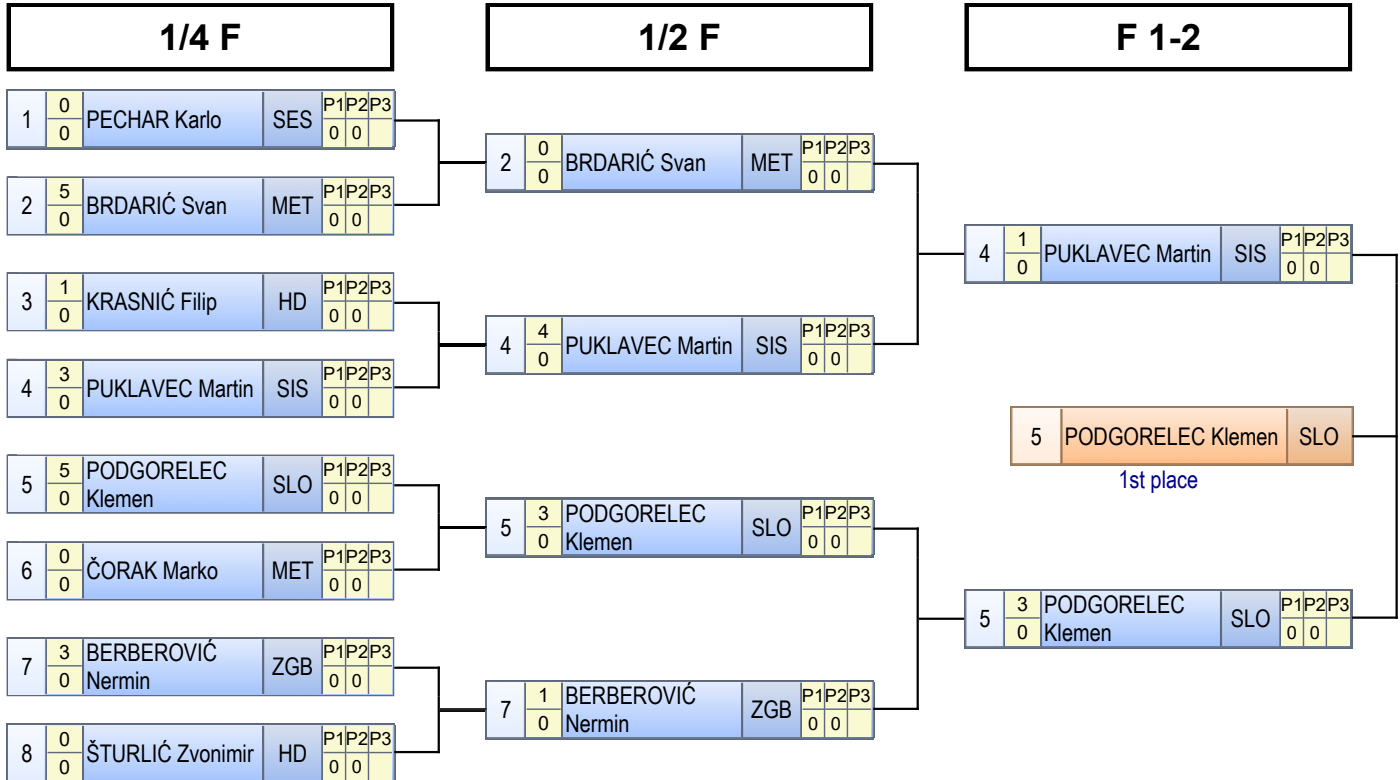 1/4 F
1/2 F
F 1-2
1 0 PECHAR Karlo SES P1 P2 P3
0 0 0
2 5 BRDARIĆ Svan MET P1 P2 P3
0 0 0
3 1 KRASNIĆ Filip HD P1 P2 P3
0 0 0
4 3 PUKLAVEC Martin SIS P1 P2 P3
0 0 0
5 5 PODGORELEC SLO P1 P2 P3
0 Klemen 0 0
6 0 ČORAK Marko MET P1 P2 P3
0 0 0
7 3 BERBEROVIĆ ZGB P1 P2 P3
0 Nermin 0 0
8 0 ŠTURLIĆ Zvonimir HD P1 P2 P3
0 0 0
2 0 BRDARIĆ Svan MET P1 P2 P3
0 0 0
4 4 PUKLAVEC Martin SIS P1 P2 P3
0 0 0
5 3 PODGORELEC SLO P1 P2 P3
0 Klemen 0 0
7 1 BERBEROVIĆ ZGB P1 P2 P3
0 Nermin 0 0
4 1 PUKLAVEC Martin SIS P1 P2 P3
0 0 0
5 PODGORELEC Klemen SLO
1st place
5 3 PODGORELEC SLO P1 P2 P3
0 Klemen 0 0